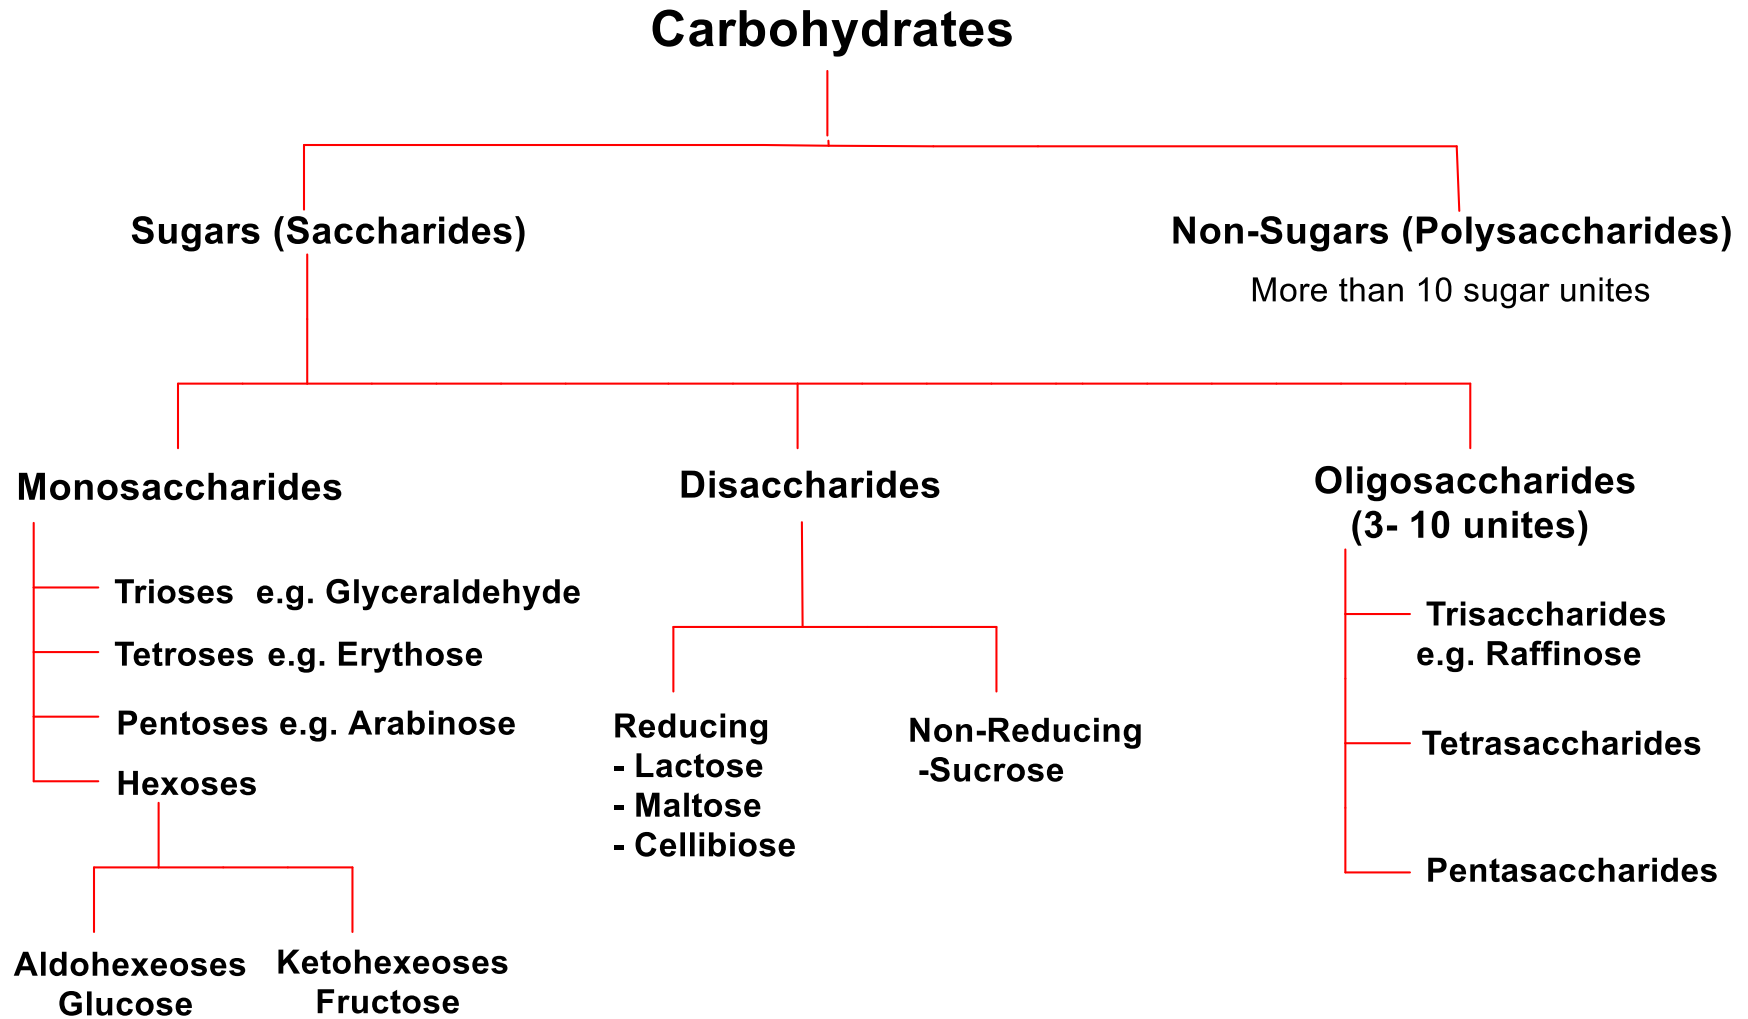 Carbohydrates
Sugars (Saccharides)
Non-Sugars (Polysaccharides)
More than 10 sugar unites
Monosaccharides
Trioses e.g. Glyceraldehyde
Tetroses e.g. Erythose
Pentoses e.g. Arabinose
Hexoses
Aldohexeoses
Glucose
Ketohexeoses
Fructose
Disaccharides
Reducing
- Lactose
- Maltose
- Cellibiose
Non-Reducing
-Sucrose
Oligosaccharides
(3- 10 unites)
Trisaccharides
e.g. Raffinose
Tetrasaccharides
Pentasaccharides